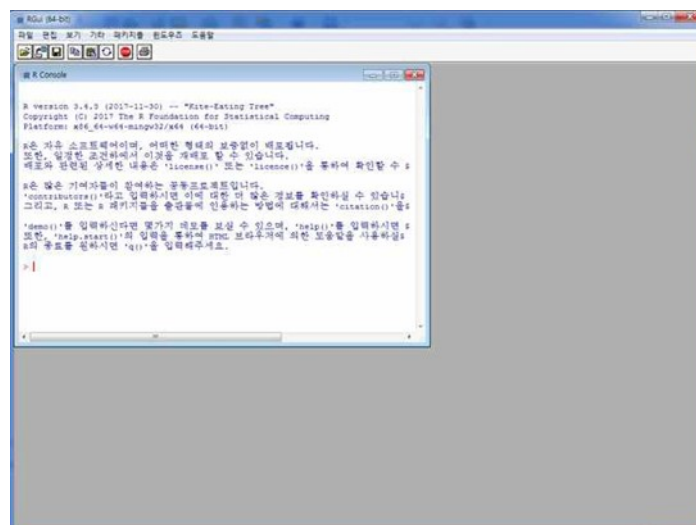 RGui (64-bit)
파일 편집 보기 기타 패키지들 윈도우즈 도움말
R Console
R version 3.4.3 (2017-11-30) -- "Kite-Eating Tree"
Copyright (C) 2017 The R Foundation for Statistical Computing
Platform: x86_64-w64-mingw32/x64 (64-bit)
R은 자유 소프트웨어이며, 어떠한 형태의 보증없이 배포됩니다.
또한, 일정한 조건하에서 이것을 재배포 할 수 있습니다.
배포와 관련된 상세한 내용은 'license()' 또는 'licence()'을 통하여 확인할 수 $
R은 많은 기여자들이 참여하는 공동프로젝트입니다.
'contributors()'라고 입력하시면 이에 대한 더 많은 정보를 확인하실 수 있습니$
그리고, R 또는 R 패키지들을 출판물에 인용하는 방법에 대해서는 'citation()'을$
'demo()'를 입력하신다면 몇가지 데모를 보실 수 있으며, 'help()'를 입력하시면 $
또한, 'help.start()'의 입력을 통하여 HTML 브라우저에 의한 도움말을 사용하실$
R의 종료를 원하시면 'q()'을 입력해주세요.
>